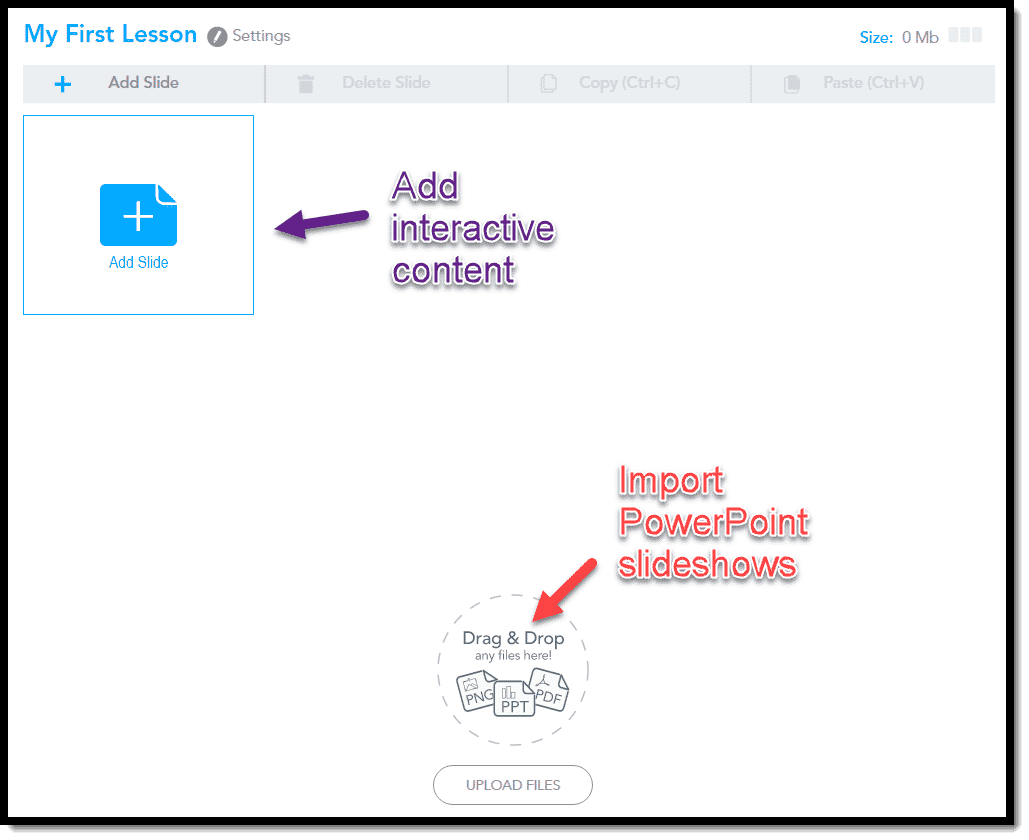 My First Lesson Settings
Size: 0 Mb
Add Slide Delete Slide Copy (Ctrl+C) Paste (Ctrl+V)
Add Slide
Add
interactive
content
Import
PowerPoint
slideshows
Drag & Drop
any files here!
PNG PPT PDF
UPLOAD FILES